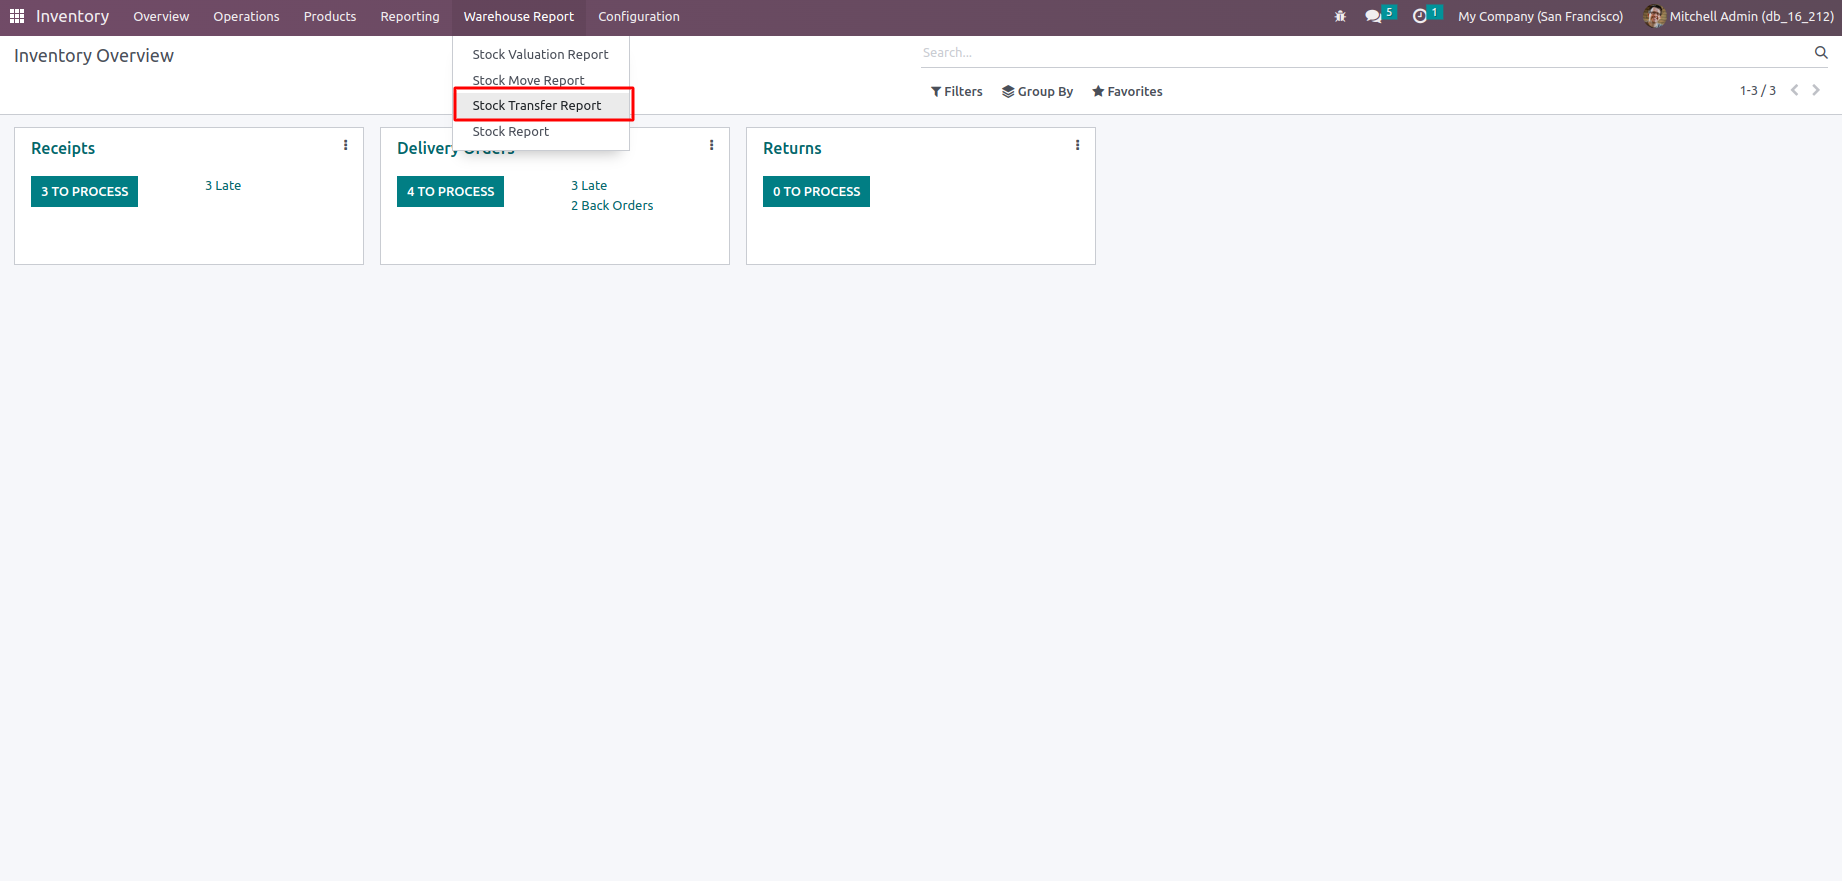 Inventory Overview Operations Products Reporting Warehouse Report Configuration 5 1 My Company (San Francisco) Mitchell Admin (db_16_212)
Inventory Overview
Search...
Stock Valuation Report
Stock Move Report
Stock Transfer Report
Stock Report
Filters Group By Favorites
1-3 / 3
Receipts
3 TO PROCESS
3 Late
Delivery Orders
4 TO PROCESS
3 Late
2 Back Orders
Returns
0 TO PROCESS